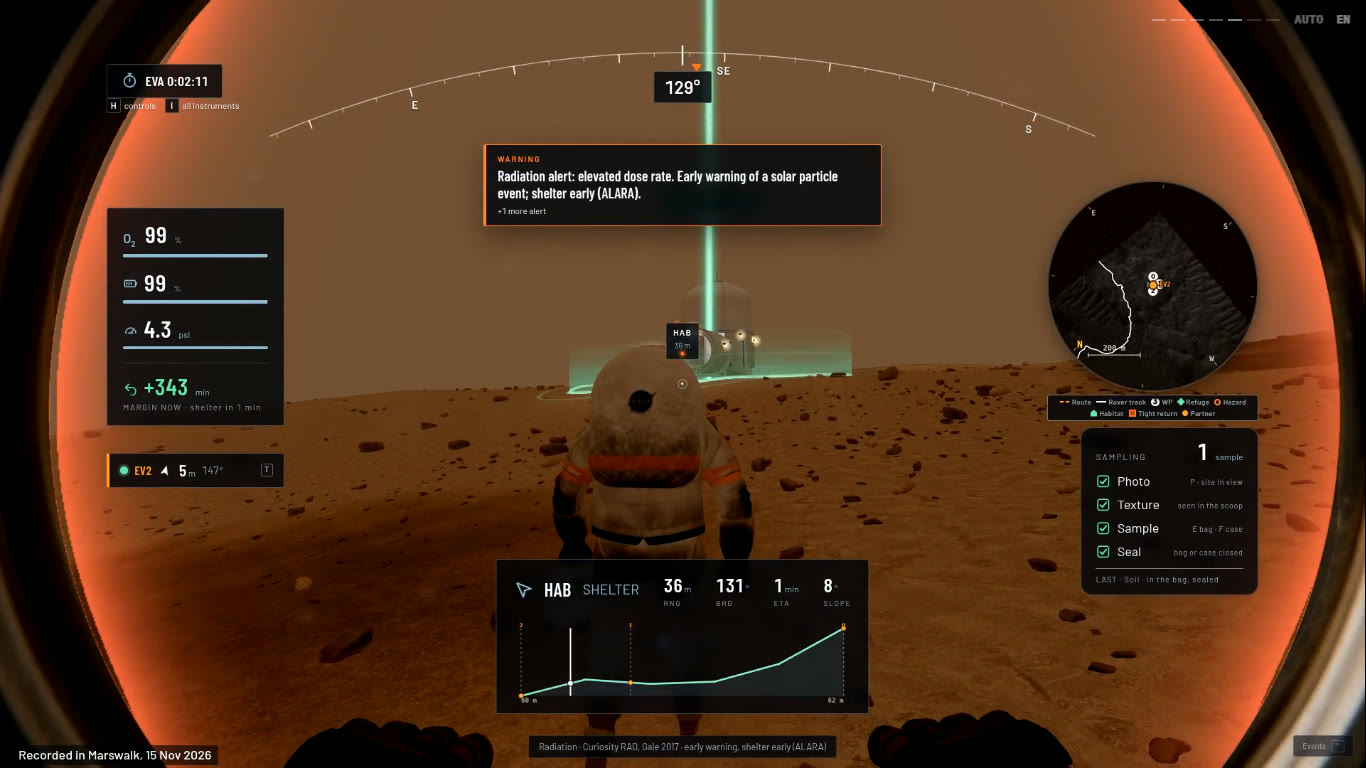 AUTO EN
EVA 0:02:11
H controls I all instruments
E
129°
SE
S
WARNING
Radiation alert: elevated dose rate. Early warning of a solar particle
event; shelter early (ALARA).
+1 more alert
O2 99 %
99 %
4.3 psi
+343 min
MARGIN NOW · shelter in 1 min
EV2 5 m 147° T
HAB
36 m
E
S
EV2
N
200 m
W
Route Rover track 3 WP Refuge Hazard
Habitat Tight return Partner
SAMPLING 1 sample
Photo P · site in view
Texture seen in the scoop
Sample E bag · F case
Seal bag or case closed
LAST · Soil · in the bag, sealed
HAB SHELTER 36 m 131° 1 min 8°
RNG BRG ETA SLOPE
2 1 0
60 m 62 m
Radiation · Curiosity RAD, Gale 2017 · early warning, shelter early (ALARA)
Recorded in Marswalk, 15 Nov 2026
Events